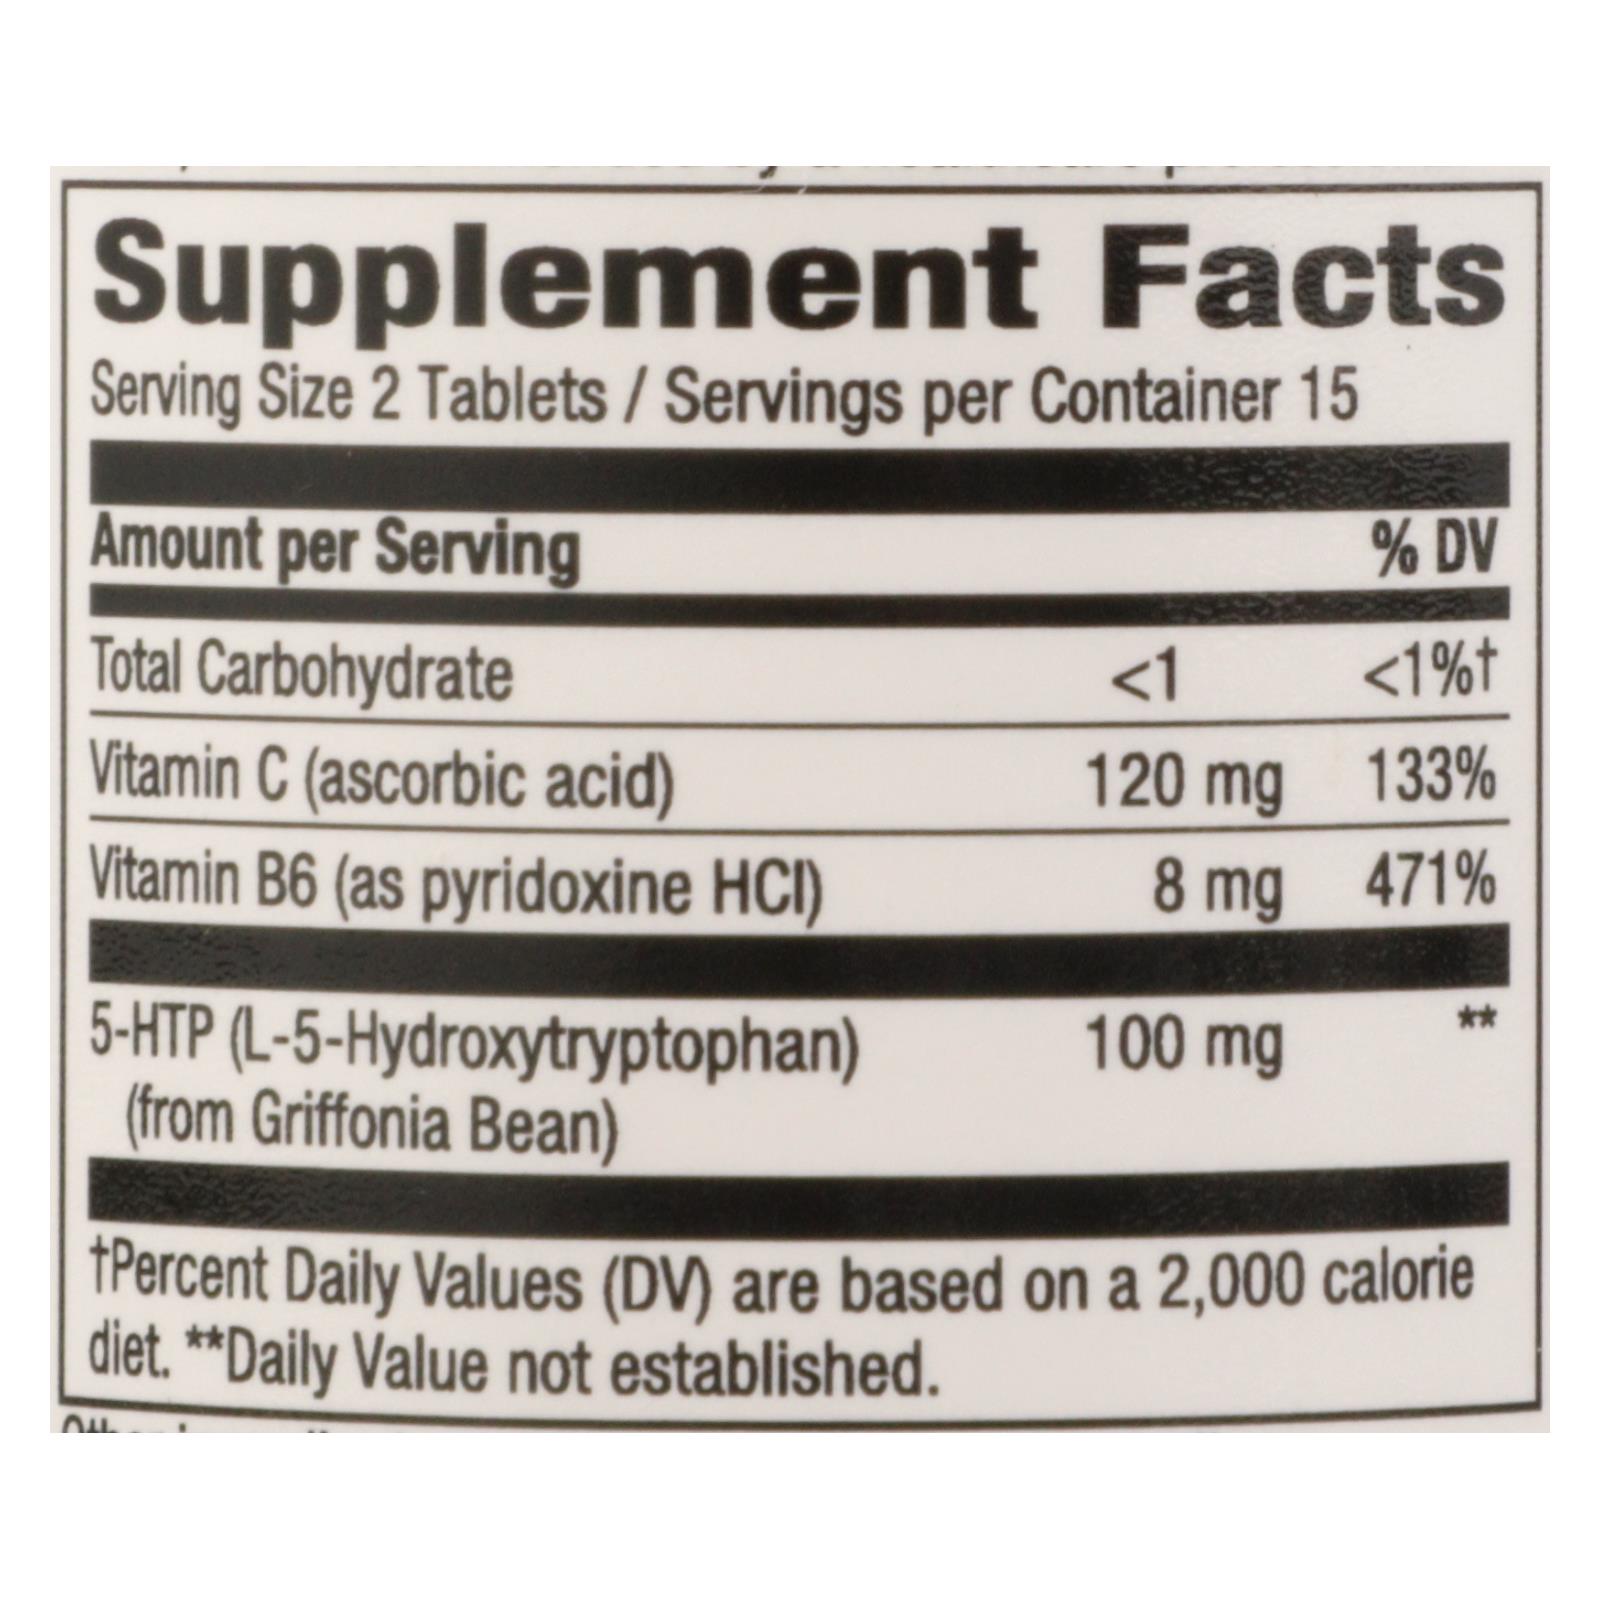 Supplement Facts
Serving Size 2 Tablets / Servings per Container 15
Amount per Serving % DV
Total Carbohydrate <1 <1%†
Vitamin C (ascorbic acid) 120 mg 133%
Vitamin B6 (as pyridoxine HCl) 8 mg 471%
5-HTP (L-5-Hydroxytryptophan) 100 mg **
(from Griffonia Bean)
†Percent Daily Values (DV) are based on a 2,000 calorie
diet. **Daily Value not established.